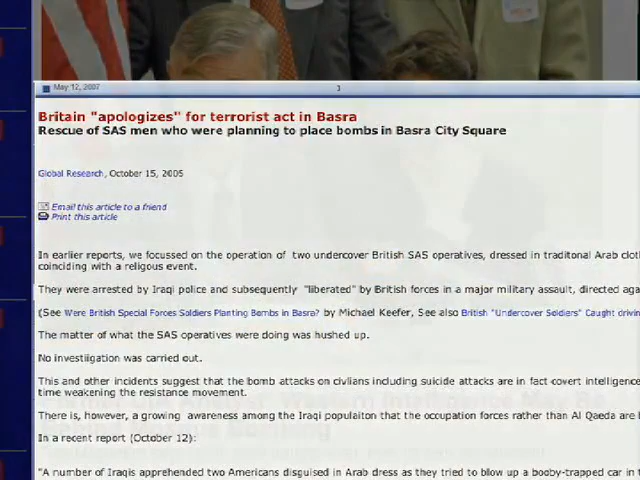 May 12, 2007
Britain "apologizes" for terrorist act in Basra
Rescue of SAS men who were planning to place bombs in Basra City Square
Global Research, October 15, 2005
Email this article to a friend
Print this article
In earlier reports, we focussed on the operation of two undercover British SAS operatives, dressed in traditonal Arab
coinciding with a religous event.
They were arrested by Iraqi police and subsequently "liberated" by British forces in a major military assault, directed
(See Were British Special Forces Soldiers Planting Bombs in Basra? by Michael Keefer, See also British "Undercover Soldiers" Caught
The matter of what the SAS operatives were doing was hushed up.
No investiigation was carried out.
This and other incidents suggest that the bomb attacks on civlians including suicide attacks are in fact covert intelligence
time weakening the resistance movement.
There is, however, a growing awareness among the Iraqi populaiton that the occupation forces rather than Al Qaeda are
In a recent report (October 12):
"A number of Iraqis apprehended two Americans disguised in Arab dress as they tried to blow up a booby-trapped car in